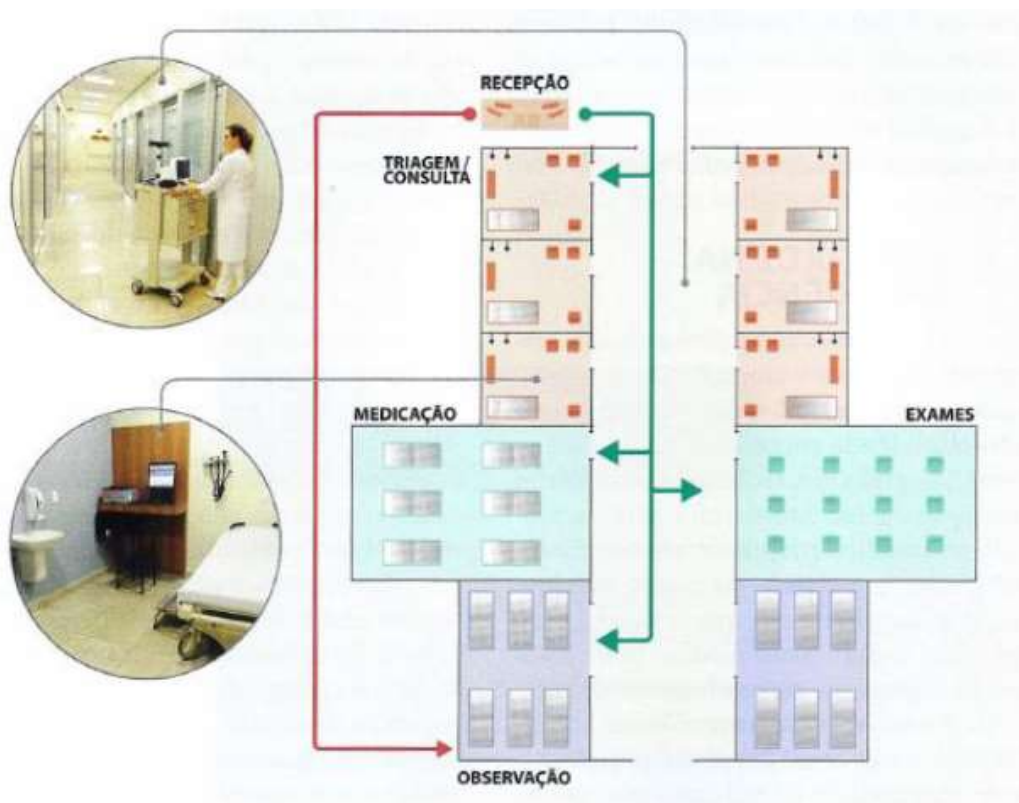 RECEPÇÃO
TRIAGEM /
CONSULTA
MEDICAÇÃO
EXAMES
OBSERVAÇÃO